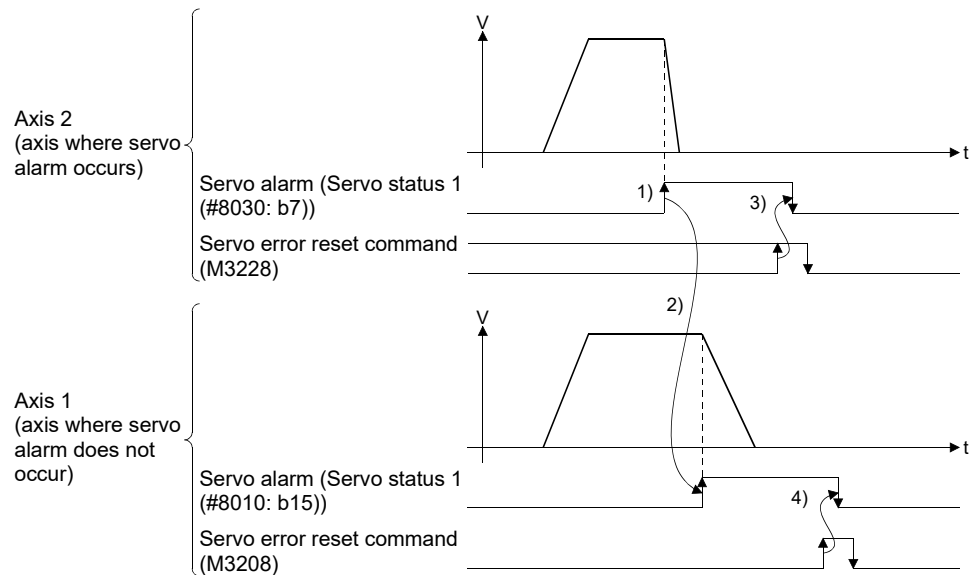 V
t
Axis 2
(axis where servo
alarm occurs)
Servo alarm (Servo status 1
(#8030: b7))
1)
3)
Servo error reset command
(M3228)
2)
V
t
Axis 1
(axis where servo
alarm does not
occur)
Servo alarm (Servo status 1
(#8010: b15))
4)
Servo error reset command
(M3208)